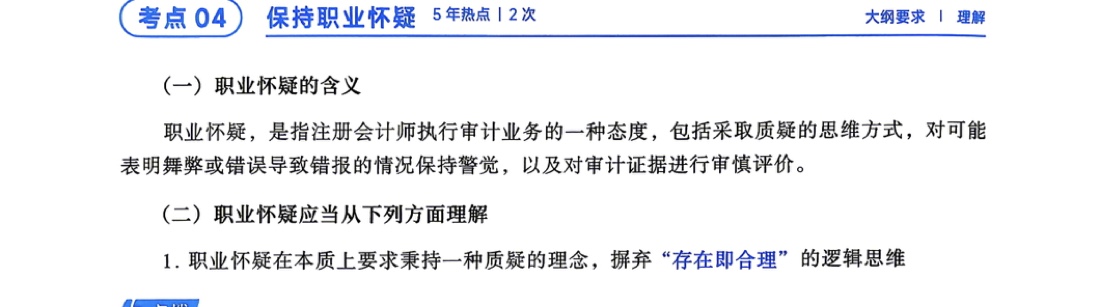 考点 04 保持职业怀疑 5年热点 | 2次 大纲要求 | 理解
（一）职业怀疑的含义
职业怀疑，是指注册会计师执行审计业务的一种态度，包括采取质疑的思维方式，对可能
表明舞弊或错误导致错报的情况保持警觉，以及对审计证据进行审慎评价。
（二）职业怀疑应当从下列方面理解
1. 职业怀疑在本质上要求秉持一种质疑的理念，摒弃“存在即合理”的逻辑思维